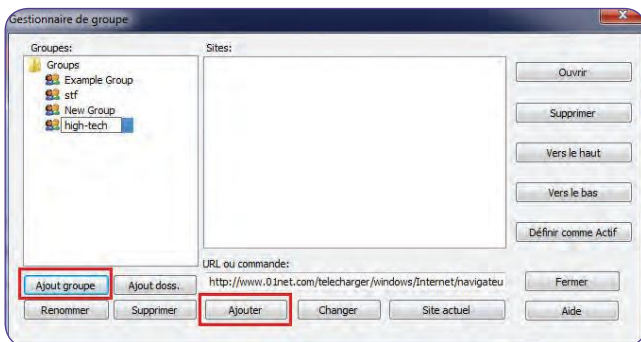 Gestionnaire de groupe
Groupes:
Sites:
Groups
Example Group
stf
New Group
high-tech
Ouvrir
Supprimer
Vers le haut
Vers le bas
Définir comme Actif
URL ou commande:
http://www.01net.com/telecharger/windows/Internet/navigateu
Ajout groupe
Ajout doss.
Fermer
Renommer
Supprimer
Ajouter
Changer
Site actuel
Aide